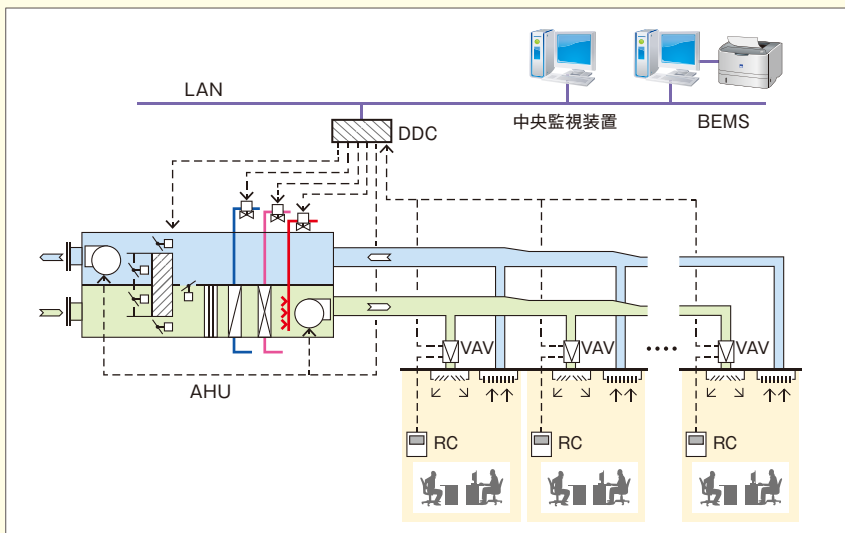 LAN
中央監視装置
BEMS
DDC
AHU
VAV
VAV
VAV
RC
RC
RC